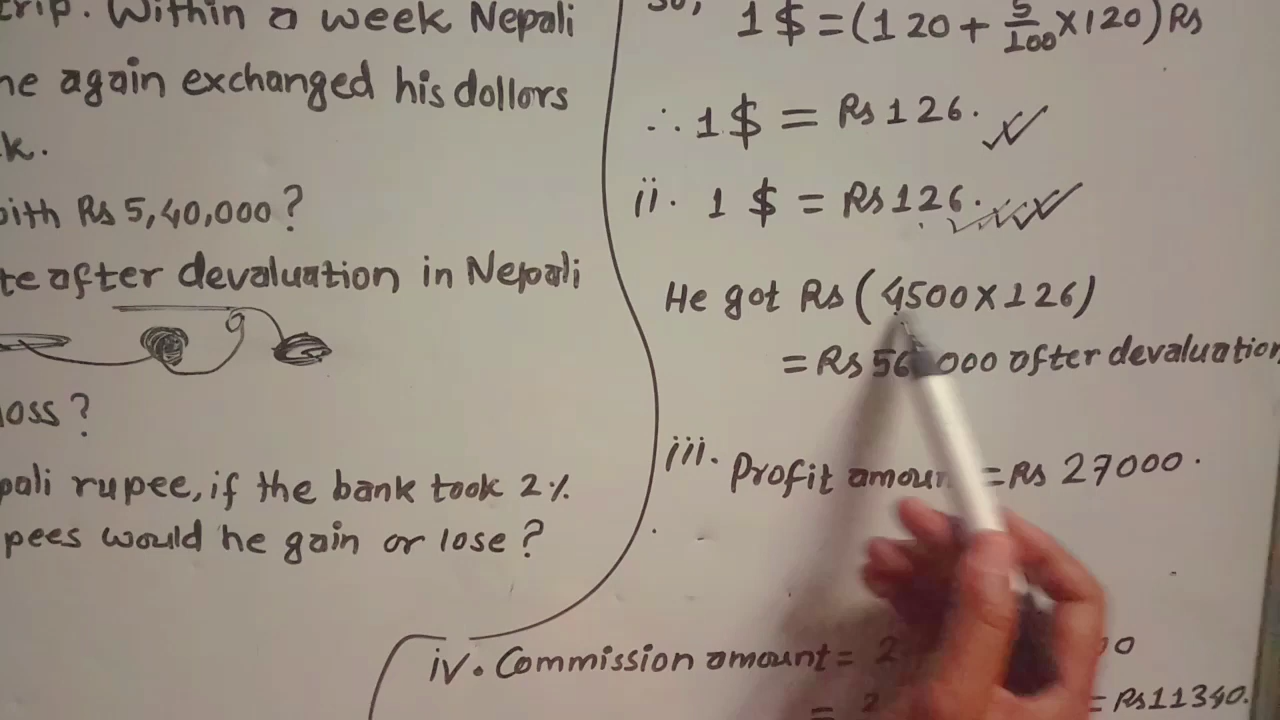 trip. Within a week Nepali
he again exchanged his dollors
k.
with Rs 5,40,000?
te after devaluation in Nepali
loss?
pali rupee, if the bank took 2%
pees would he gain or lose?
So,
1 $ = (120 + 5/100 × 120) Rs
∴ 1 $ = Rs 126.
ii. 1 $ = Rs 126.
He got Rs (4500 × 126)
= Rs 56 000 after devaluation
iii. Profit amoun = Rs 27000.
iv. Commission amount = 2
= 2 = Rs 11340.